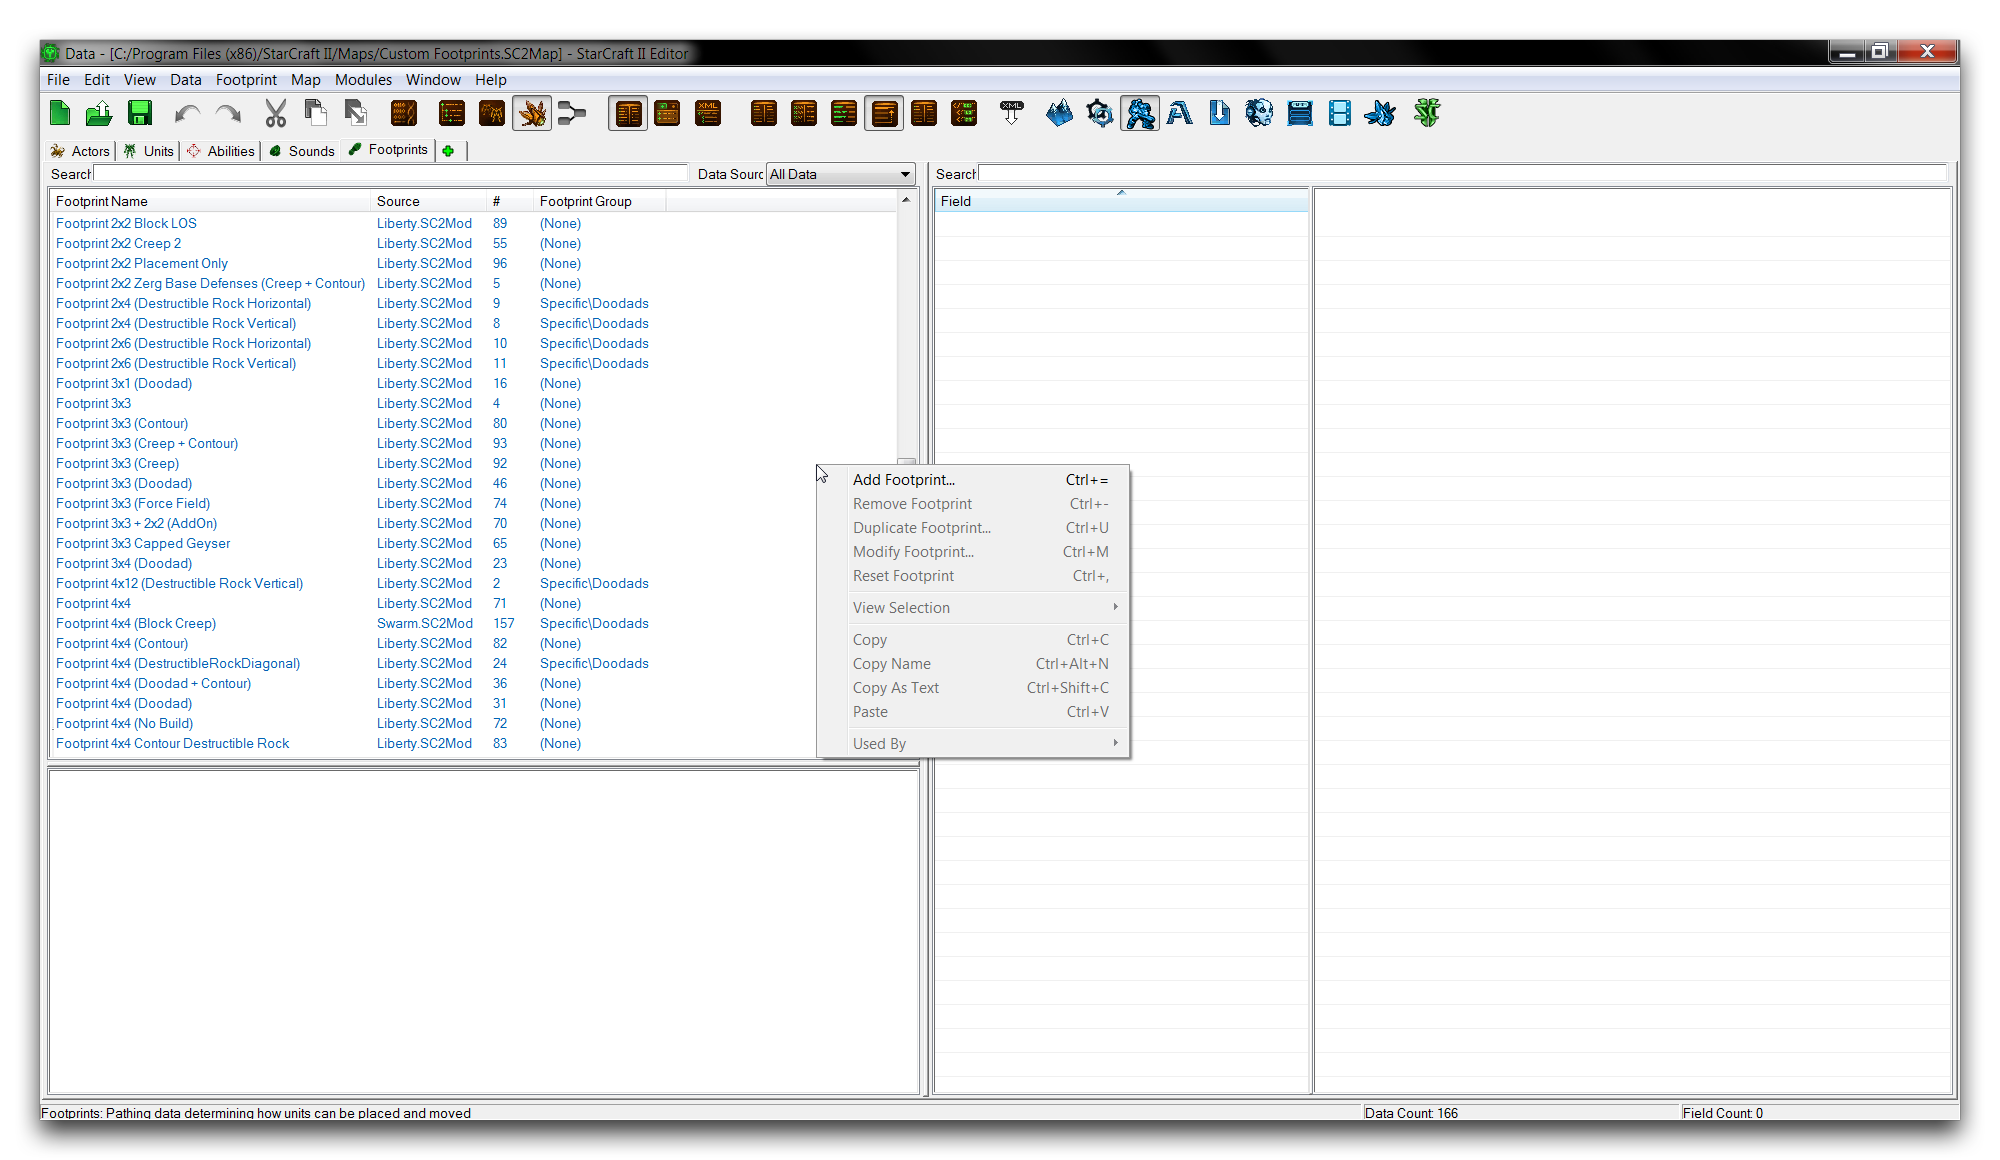 Data - [C:/Program Files (x86)/StarCraft II/Maps/Custom Footprints.SC2Map] - StarCraft II Editor
File Edit View Data Footprint Map Modules Window Help
XML XML
Actors Units Abilities Sounds Footprints
Search Data Sourc All Data Search
Footprint Name Source # Footprint Group Field
Footprint 2x2 Block LOS Liberty.SC2Mod 89 (None)
Footprint 2x2 Creep 2 Liberty.SC2Mod 55 (None)
Footprint 2x2 Placement Only Liberty.SC2Mod 96 (None)
Footprint 2x2 Zerg Base Defenses (Creep + Contour) Liberty.SC2Mod 5 (None)
Footprint 2x4 (Destructible Rock Horizontal) Liberty.SC2Mod 9 Specific\Doodads
Footprint 2x4 (Destructible Rock Vertical) Liberty.SC2Mod 8 Specific\Doodads
Footprint 2x6 (Destructible Rock Horizontal) Liberty.SC2Mod 10 Specific\Doodads
Footprint 2x6 (Destructible Rock Vertical) Liberty.SC2Mod 11 Specific\Doodads
Footprint 3x1 (Doodad) Liberty.SC2Mod 16 (None)
Footprint 3x3 Liberty.SC2Mod 4 (None)
Footprint 3x3 (Contour) Liberty.SC2Mod 80 (None)
Footprint 3x3 (Creep + Contour) Liberty.SC2Mod 93 (None)
Footprint 3x3 (Creep) Liberty.SC2Mod 92 (None)
Footprint 3x3 (Doodad) Liberty.SC2Mod 46 (None)
Footprint 3x3 (Force Field) Liberty.SC2Mod 74 (None)
Footprint 3x3 + 2x2 (AddOn) Liberty.SC2Mod 70 (None)
Footprint 3x3 Capped Geyser Liberty.SC2Mod 65 (None)
Footprint 3x4 (Doodad) Liberty.SC2Mod 23 (None)
Footprint 4x12 (Destructible Rock Vertical) Liberty.SC2Mod 2 Specific\Doodads
Footprint 4x4 Liberty.SC2Mod 71 (None)
Footprint 4x4 (Block Creep) Swarm.SC2Mod 157 Specific\Doodads
Footprint 4x4 (Contour) Liberty.SC2Mod 82 (None)
Footprint 4x4 (DestructibleRockDiagonal) Liberty.SC2Mod 24 Specific\Doodads
Footprint 4x4 (Doodad + Contour) Liberty.SC2Mod 36 (None)
Footprint 4x4 (Doodad) Liberty.SC2Mod 31 (None)
Footprint 4x4 (No Build) Liberty.SC2Mod 72 (None)
Footprint 4x4 Contour Destructible Rock Liberty.SC2Mod 83 (None)
Add Footprint... Ctrl+=
Remove Footprint Ctrl+-
Duplicate Footprint... Ctrl+U
Modify Footprint... Ctrl+M
Reset Footprint Ctrl+,
View Selection
Copy Ctrl+C
Copy Name Ctrl+Alt+N
Copy As Text Ctrl+Shift+C
Paste Ctrl+V
Used By
Footprints: Pathing data determining how units can be placed and moved Data Count: 166 Field Count: 0